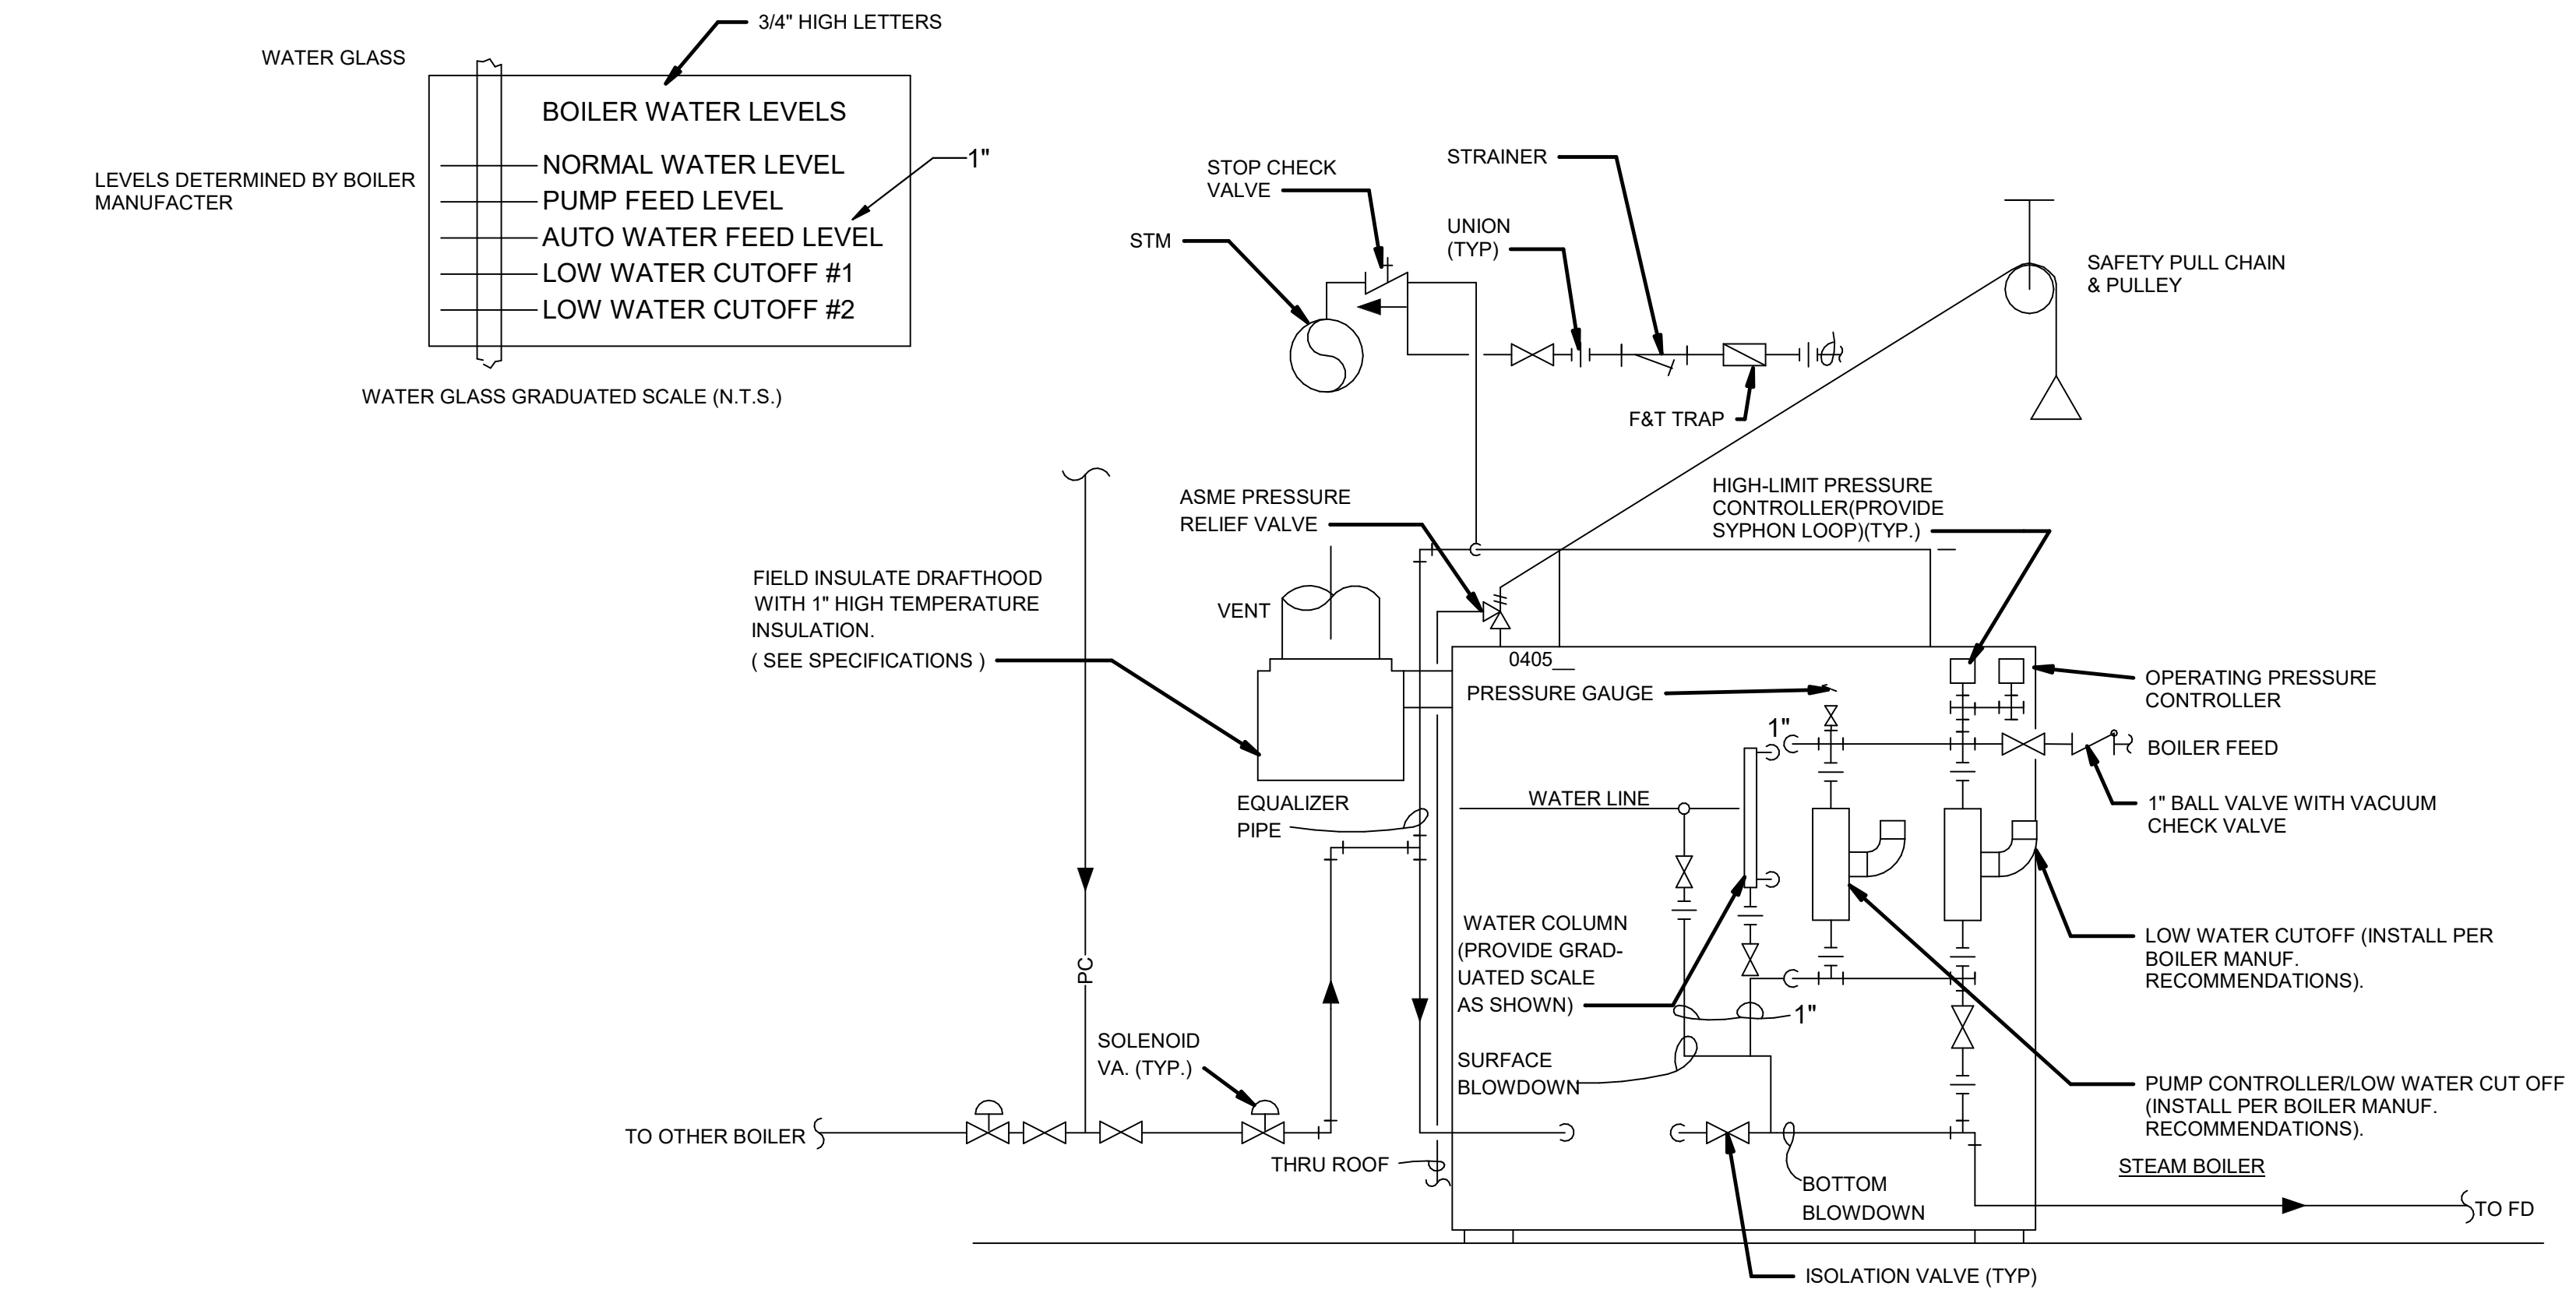 3/4" HIGH LETTERS
WATER GLASS
BOILER WATER LEVELS
NORMAL WATER LEVEL
PUMP FEED LEVEL
AUTO WATER FEED LEVEL
LOW WATER CUTOFF #1
LOW WATER CUTOFF #2
1"
LEVELS DETERMINED BY BOILER
MANUFACTER
WATER GLASS GRADUATED SCALE (N.T.S.)
STOP CHECK
VALVE
STRAINER
STM
UNION
(TYP)
F&T TRAP
SAFETY PULL CHAIN
& PULLEY
ASME PRESSURE
RELIEF VALVE
HIGH-LIMIT PRESSURE
CONTROLLER(PROVIDE
SYPHON LOOP)(TYP.)
FIELD INSULATE DRAFTHOOD
WITH 1" HIGH TEMPERATURE
INSULATION.
( SEE SPECIFICATIONS )
VENT
0405__
PRESSURE GAUGE
OPERATING PRESSURE
CONTROLLER
1"
BOILER FEED
1" BALL VALVE WITH VACUUM
CHECK VALVE
EQUALIZER
PIPE
WATER LINE
WATER COLUMN
(PROVIDE GRAD-
UATED SCALE
AS SHOWN)
1"
LOW WATER CUTOFF (INSTALL PER
BOILER MANUF.
RECOMMENDATIONS).
PC
SOLENOID
VA. (TYP.)
SURFACE
BLOWDOWN
PUMP CONTROLLER/LOW WATER CUT OFF
(INSTALL PER BOILER MANUF.
RECOMMENDATIONS).
TO OTHER BOILER
THRU ROOF
BOTTOM
BLOWDOWN
STEAM BOILER
TO FD
ISOLATION VALVE (TYP)